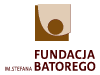 FUNDACJA
IM. STEFANA BATOREGO